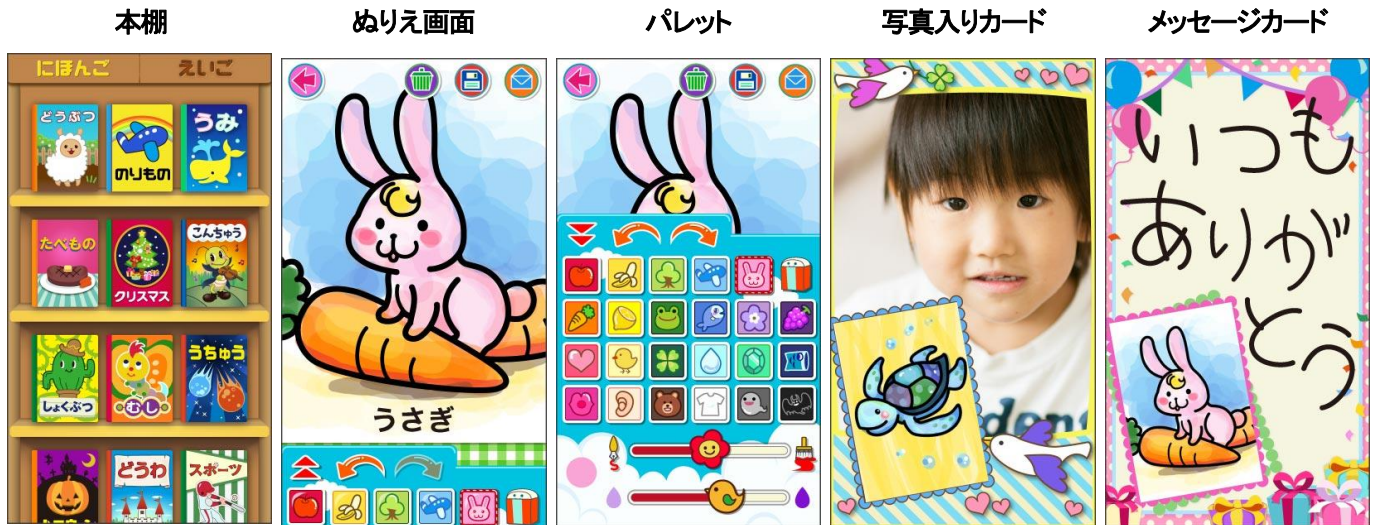 本棚
ぬりえ画面
パレット
写真入りカード
メッセージカード
にほんご
えいご
どうぶつ
のりもの
うみ
たべもの
クリスマス
こんちゅう
しょくぶつ
むし
うちゅう
どうわ
スポーツ
うさぎ
いつも
ありが
とう